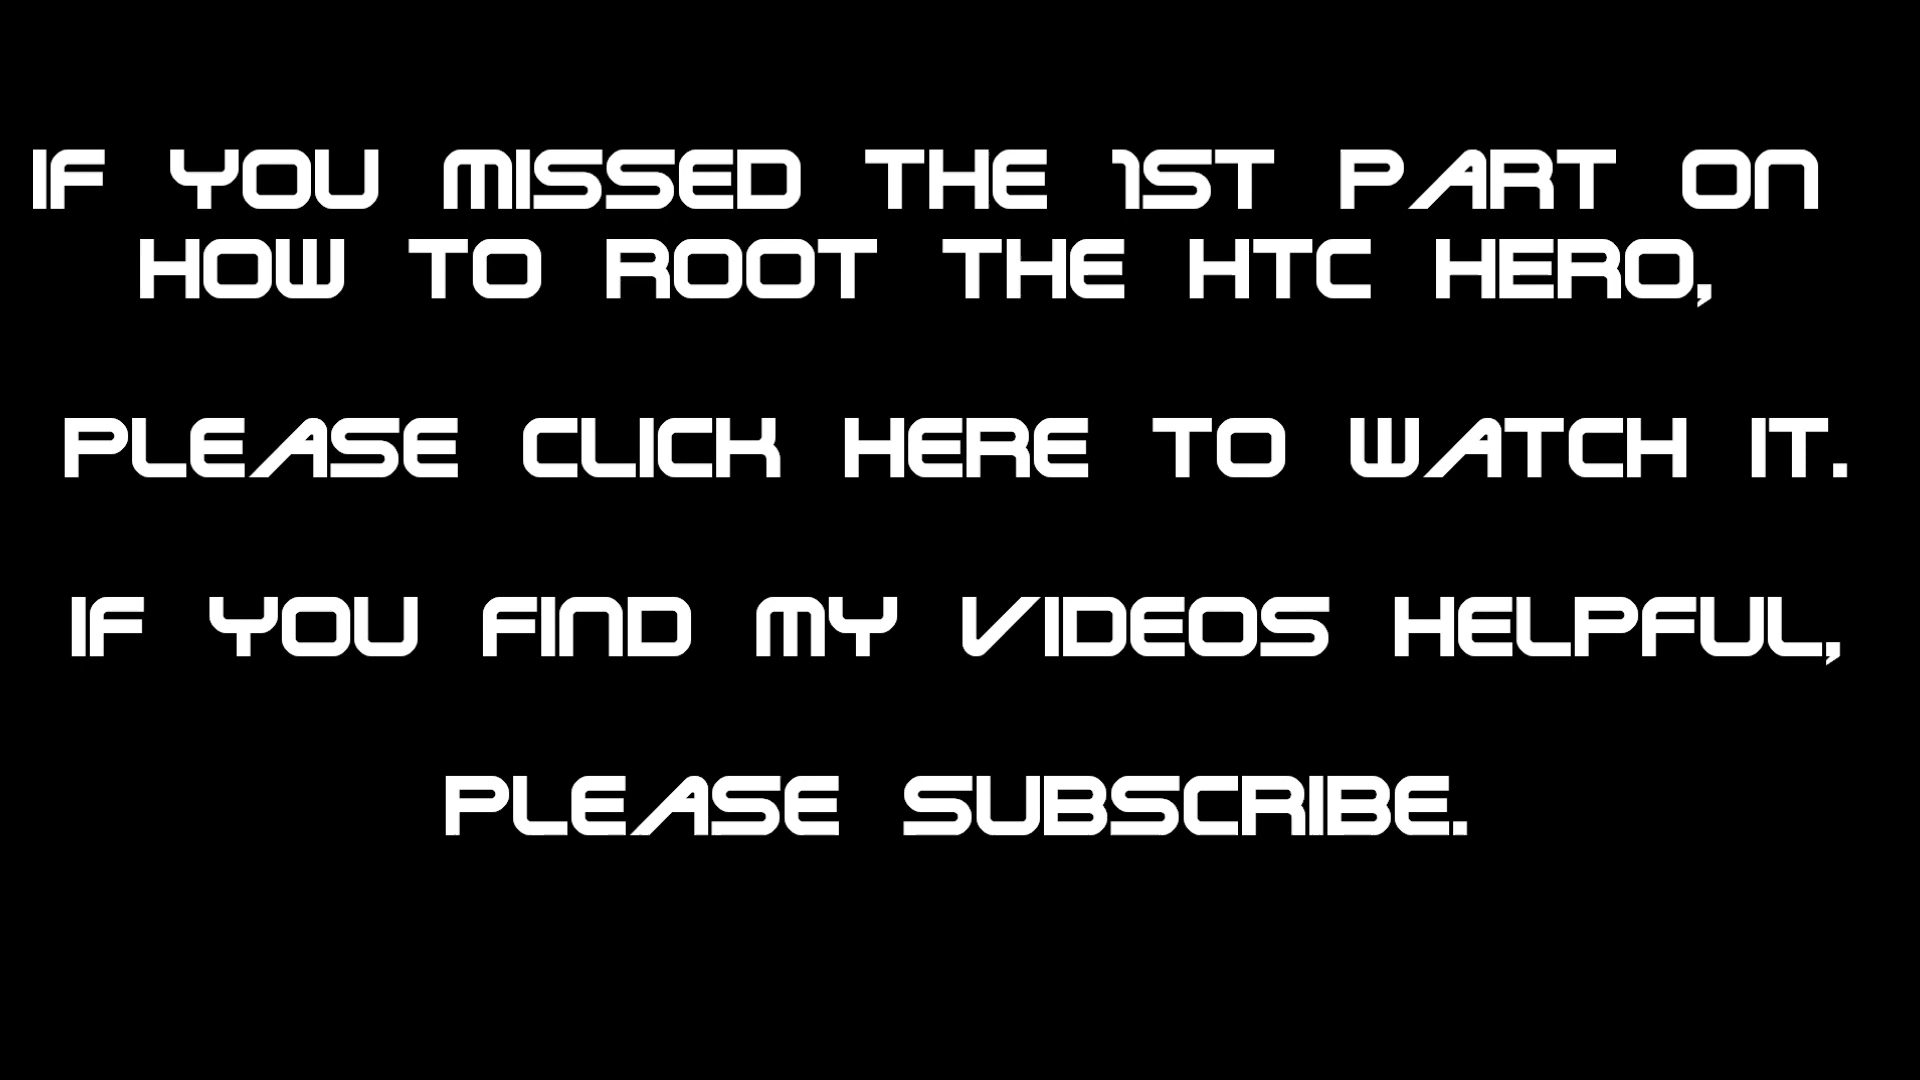 IF YOU MISSED THE 1ST PART ON
HOW TO ROOT THE HTC HERO,
PLEASE CLICK HERE TO WATCH IT.
IF YOU FIND MY VIDEOS HELPFUL,
PLEASE SUBSCRIBE.